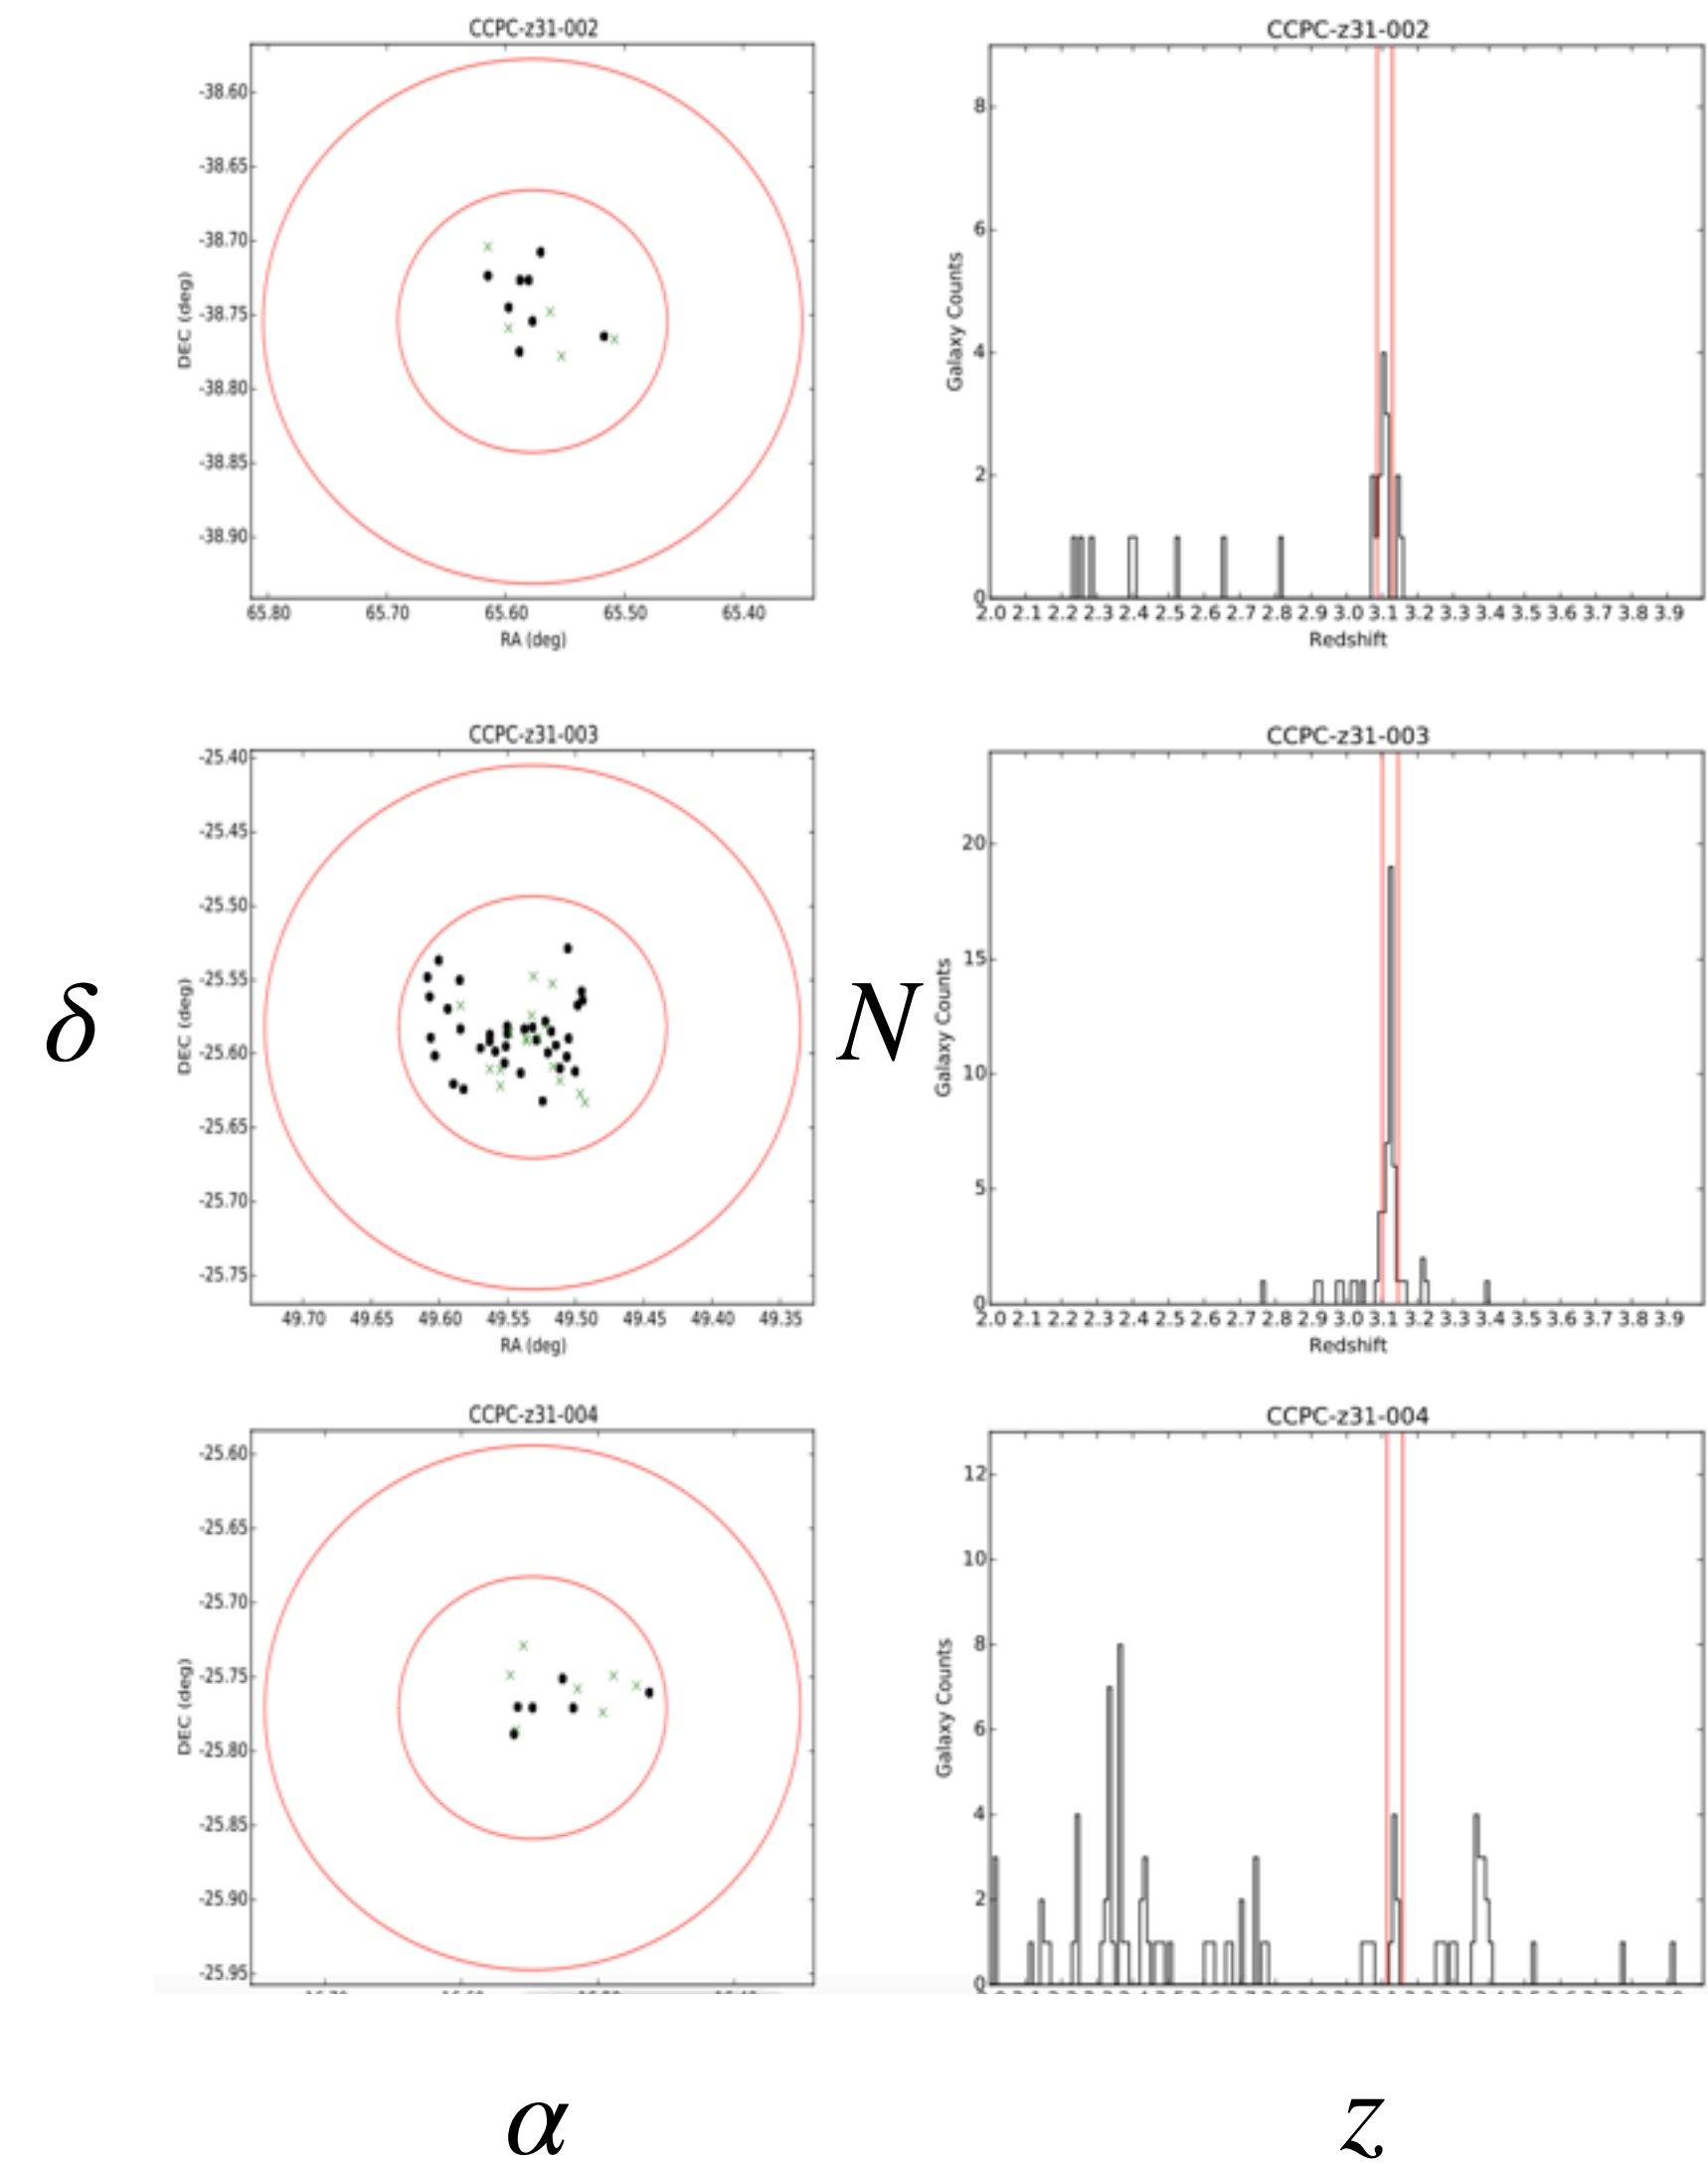 CCPC-z31-002
-38.60
-38.65
-38.70
-38.75
-38.80
-38.85
-38.90
DEC (deg)
65.80 65.70 65.60 65.50 65.40
RA (deg)
CCPC-z31-002
8
6
4
2
0
Galaxy Counts
2.0 2.1 2.2 2.3 2.4 2.5 2.6 2.7 2.8 2.9 3.0 3.1 3.2 3.3 3.4 3.5 3.6 3.7 3.8 3.9
Redshift
CCPC-z31-003
-25.40
-25.45
-25.50
-25.55
-25.60
-25.65
-25.70
-25.75
DEC (deg)
49.70 49.65 49.60 49.55 49.50 49.45 49.40 49.35
RA (deg)
δ
CCPC-z31-003
20
15
10
5
0
Galaxy Counts
2.0 2.1 2.2 2.3 2.4 2.5 2.6 2.7 2.8 2.9 3.0 3.1 3.2 3.3 3.4 3.5 3.6 3.7 3.8 3.9
Redshift
N
CCPC-z31-004
-25.60
-25.65
-25.70
-25.75
-25.80
-25.85
-25.90
-25.95
DEC (deg)
CCPC-z31-004
12
10
8
6
4
2
0
Galaxy Counts
α
z